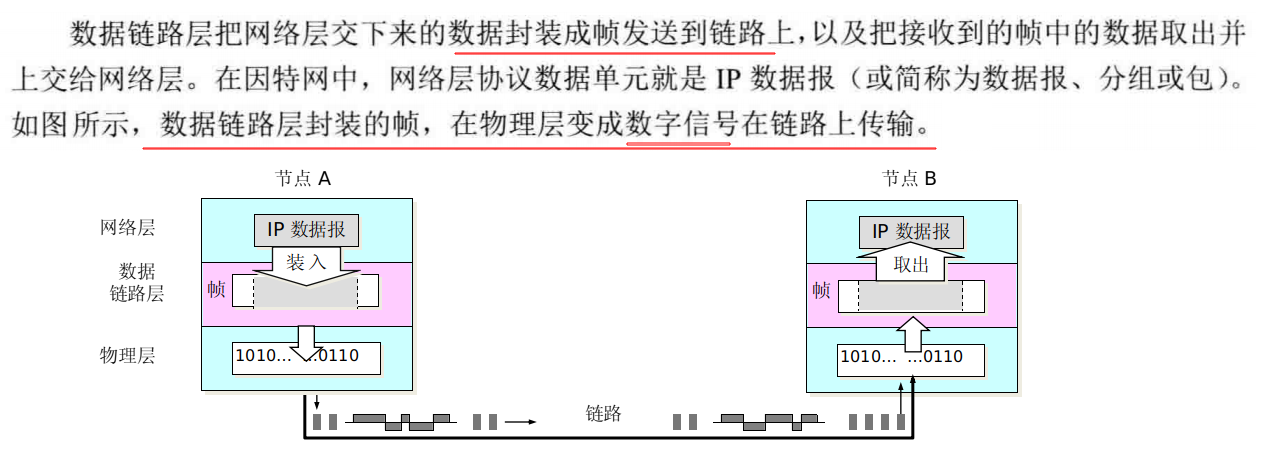 数据链路层把网络层交下来的数据封装成帧发送到链路上，以及把接收到的帧中的数据取出并
上交给网络层。在因特网中，网络层协议数据单元就是 IP 数据报（或简称为数据报、分组或包）。
如图所示，数据链路层封装的帧，在物理层变成数字信号在链路上传输。
节点 A
节点 B
网络层
IP 数据报
IP 数据报
装入
取出
数据
链路层
帧
帧
物理层
1010… …0110
1010… …0110
链路